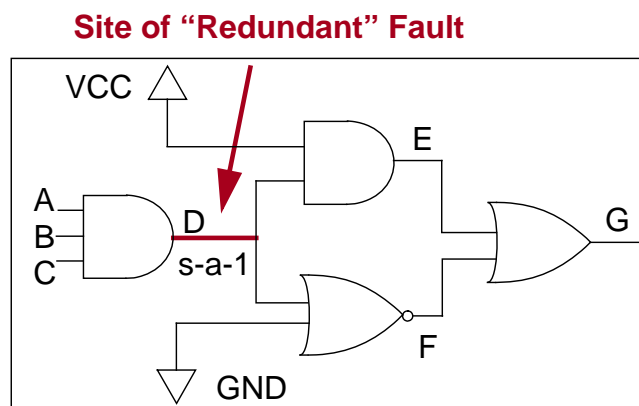 Site of “Redundant” Fault
VCC
E
A
D
B
G
C
s-a-1
F
GND